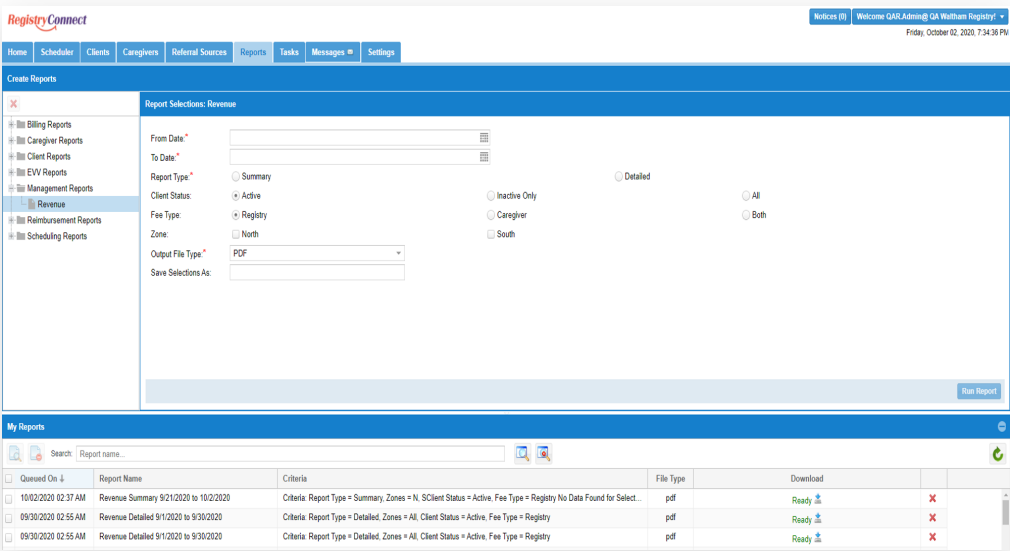 RegistryConnect
Notices (0) Welcome QAR.Admin@ QA Waltham Registry!
Friday, October 02, 2020, 7:34:36 PM
Home Scheduler Clients Caregivers Referral Sources Reports Tasks Messages Settings
Create Reports
Report Selections: Revenue
Billing Reports
Caregiver Reports
Client Reports
EVV Reports
Management Reports
Revenue
Reimbursement Reports
Scheduling Reports
From Date:*
To Date:*
Report Type:* Summary Detailed
Client Status: Active Inactive Only All
Fee Type: Registry Caregiver Both
Zone: North South
Output File Type:* PDF
Save Selections As:
Run Report
My Reports
Search: Report name...
Queued On ↓ Report Name Criteria File Type Download
10/02/2020 02:37 AM Revenue Summary 9/21/2020 to 10/2/2020 Criteria: Report Type = Summary, Zones = N, SClient Status = Active, Fee Type = Registry No Data Found for Select... pdf Ready
09/30/2020 02:55 AM Revenue Detailed 9/1/2020 to 9/30/2020 Criteria: Report Type = Detailed, Zones = All, Client Status = Active, Fee Type = Registry pdf Ready
09/30/2020 02:55 AM Revenue Detailed 9/1/2020 to 9/30/2020 Criteria: Report Type = Detailed, Zones = All, Client Status = Active, Fee Type = Registry pdf Ready